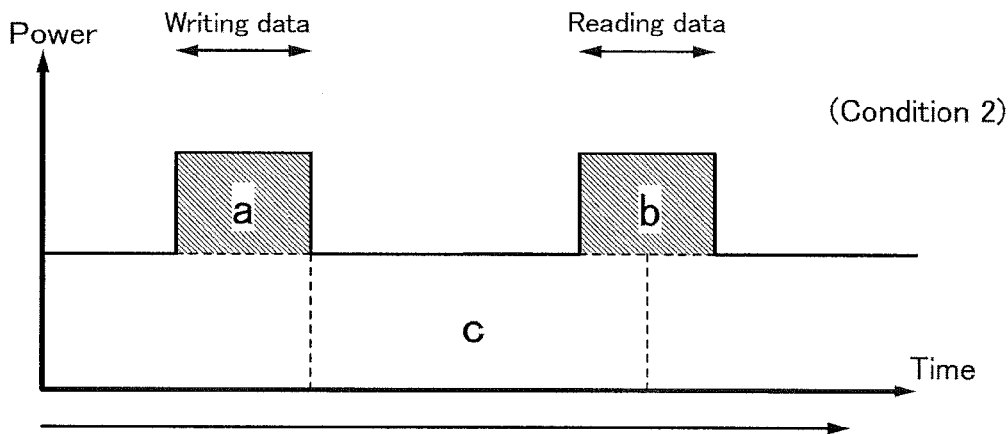 Writing data
Reading data
Power
(Condition 2)
a
b
c
Time